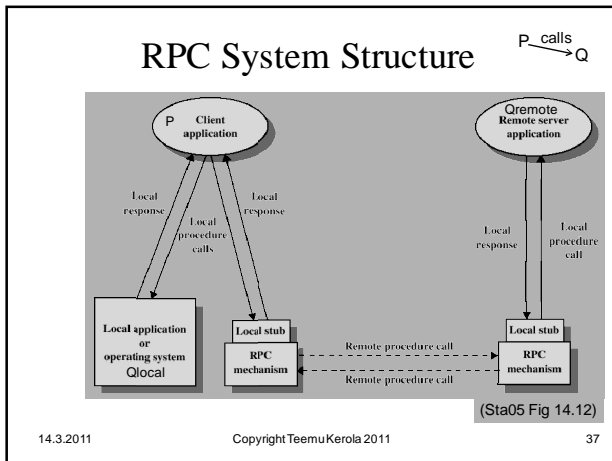 RPC System Structure
P calls Q
P
Client
application
Qremote
Remote server
application
Local
response
Local
procedure
calls
Local
response
Local
response
Local
procedure
call
Local application
or
operating system
Qlocal
Local stub
RPC
mechanism
Remote procedure call
Remote procedure call
Local stub
RPC
mechanism
(Sta05 Fig 14.12)
14.3.2011 Copyright Teemu Kerola 2011 37